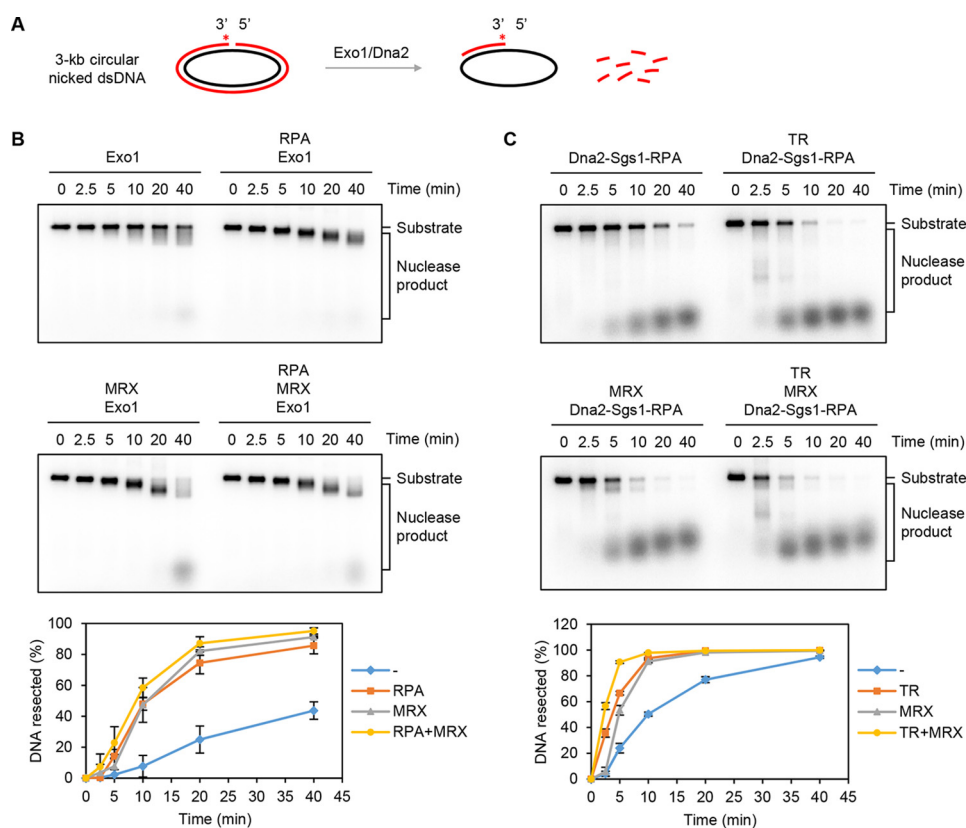 A
3' 5'
*
3-kb circular
nicked dsDNA
Exo1/Dna2
3' 5'
*
B
Exo1
RPA
Exo1
0 2.5 5 10 20 40 0 2.5 5 10 20 40 Time (min)
Substrate
Nuclease
product
MRX
Exo1
RPA
MRX
Exo1
0 2.5 5 10 20 40 0 2.5 5 10 20 40 Time (min)
Substrate
Nuclease
product
DNA resected (%)
100
80
60
40
20
0
0 5 10 15 20 25 30 35 40 45
Time (min)
-
RPA
MRX
RPA+MRX
C
Dna2-Sgs1-RPA
TR
Dna2-Sgs1-RPA
0 2.5 5 10 20 40 0 2.5 5 10 20 40 Time (min)
Substrate
Nuclease
product
MRX
Dna2-Sgs1-RPA
TR
MRX
Dna2-Sgs1-RPA
0 2.5 5 10 20 40 0 2.5 5 10 20 40 Time (min)
Substrate
Nuclease
product
DNA resected (%)
120
100
80
60
40
20
0
0 5 10 15 20 25 30 35 40 45
Time (min)
-
TR
MRX
TR+MRX